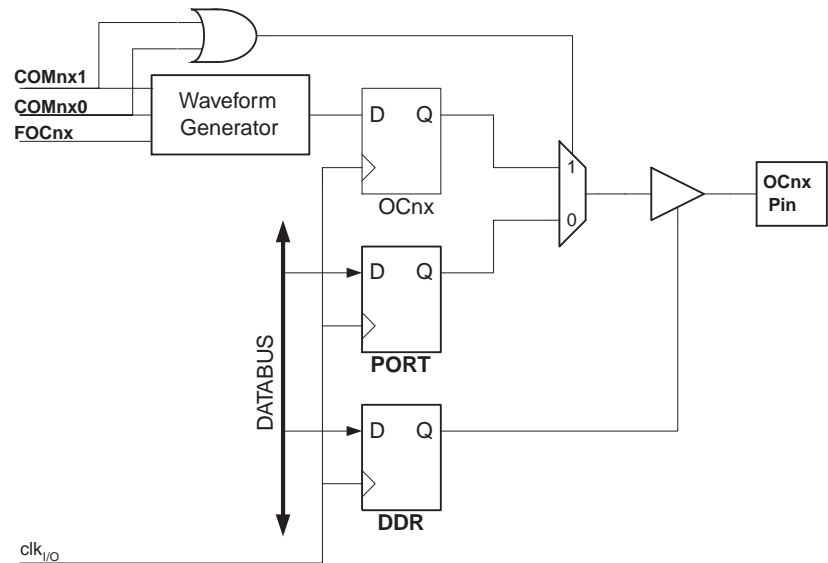 COMnx1
COMnx0
FOCnx
Waveform
Generator
D Q
OCnx
1
0
OCnx
Pin
D Q
PORT
D Q
DDR
DATABUS
clkI/O